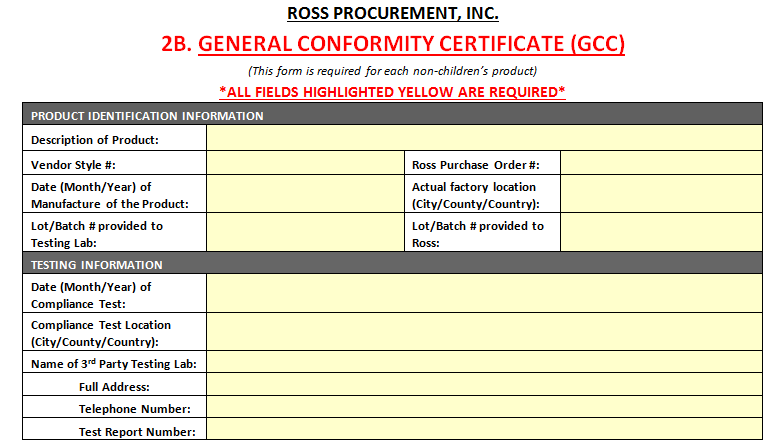 ROSS PROCUREMENT, INC.
2B. GENERAL CONFORMITY CERTIFICATE (GCC)
(This form is required for each non-children's product)
*ALL FIELDS HIGHLIGHTED YELLOW ARE REQUIRED*
PRODUCT IDENTIFICATION INFORMATION
Description of Product:
Vendor Style #:
Ross Purchase Order #:
Date (Month/Year) of
Manufacture of the Product:
Actual factory location
(City/County/Country):
Lot/Batch # provided to
Testing Lab:
Lot/Batch # provided to
Ross:
TESTING INFORMATION
Date (Month/Year) of
Compliance Test:
Compliance Test Location
(City/County/Country):
Name of 3rd Party Testing Lab:
Full Address:
Telephone Number:
Test Report Number: